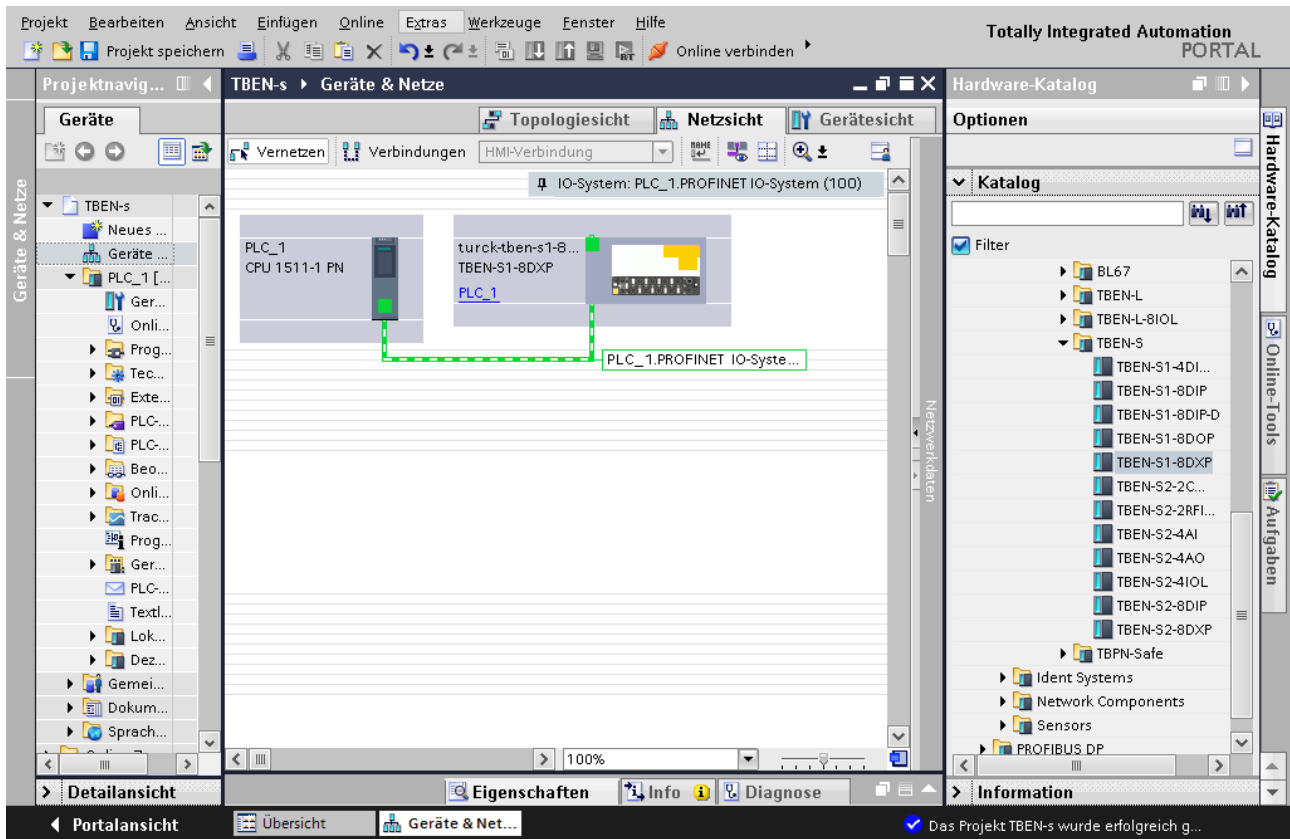 Projekt Bearbeiten Ansicht Einfügen Online Extras Werkzeuge Fenster Hilfe
Totally Integrated Automation
PORTAL
Projekt speichern
Online verbinden
Projektnavig...
TBEN-s Geräte & Netze
Hardware-Katalog
Geräte
Topologiesicht Netzsicht Gerätesicht
Optionen
Vernetzen Verbindungen HMI-Verbindung
IO-System: PLC_1.PROFINET IO-System (100)
Katalog
Filter
Geräte & Netze
TBEN-s
Neues ...
Geräte ...
PLC_1 [...
Ger...
Onli...
Prog...
Tec...
Exte...
PLC-...
PLC-...
Beo...
Onli...
Trac...
Prog...
Ger...
PLC-...
Textl...
Lok...
Dez...
Gemei...
Dokum...
Sprach...
PLC_1
CPU 1511-1 PN
turck-tben-s1-8...
TBEN-S1-8DXP
PLC_1
PLC_1.PROFINET IO-Syste...
Netzwerkdaten
BL67
TBEN-L
TBEN-L-8IOL
TBEN-S
TBEN-S1-4DI...
TBEN-S1-8DIP
TBEN-S1-8DIP-D
TBEN-S1-8DOP
TBEN-S1-8DXP
TBEN-S2-2C...
TBEN-S2-2RFI...
TBEN-S2-4AI
TBEN-S2-4AO
TBEN-S2-4IOL
TBEN-S2-8DIP
TBEN-S2-8DXP
TBPN-Safe
Ident Systems
Network Components
Sensors
PROFIBUS DP
Hardware-Katalog
Online-Tools
Aufgaben
100%
Detailansicht
Eigenschaften Info Diagnose
Information
Portalansicht
Übersicht
Geräte & Net...
Das Projekt TBEN-s wurde erfolgreich g...